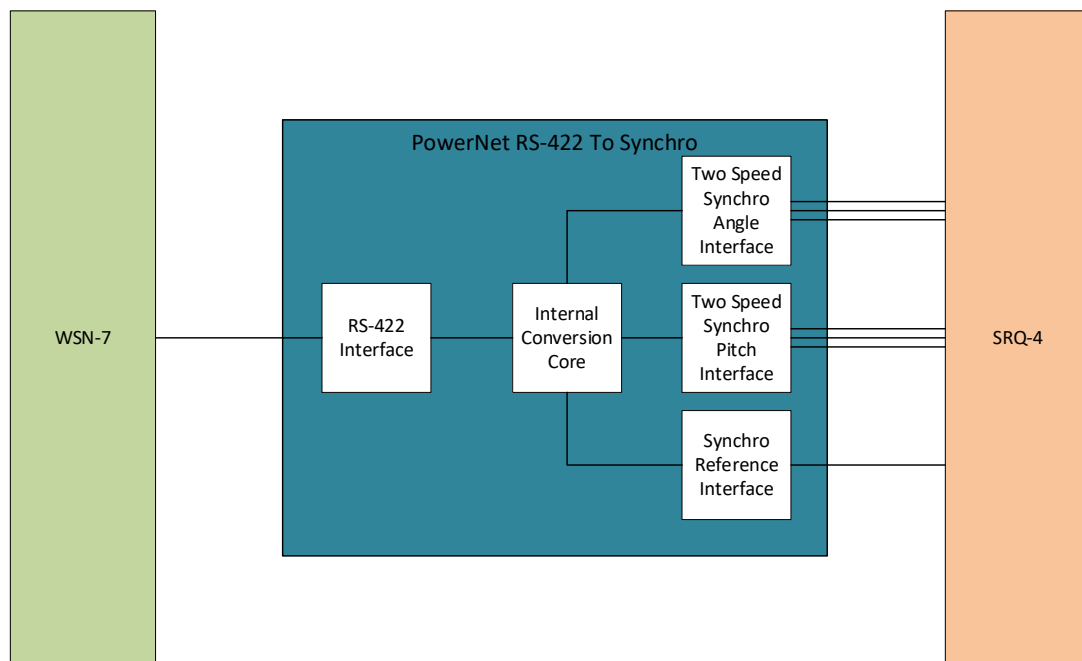 PowerNet RS-422 To Synchro
Two Speed
Synchro
Angle
Interface
WSN-7
RS-422
Interface
Internal
Conversion
Core
Two Speed
Synchro
Pitch
Interface
SRQ-4
Synchro
Reference
Interface